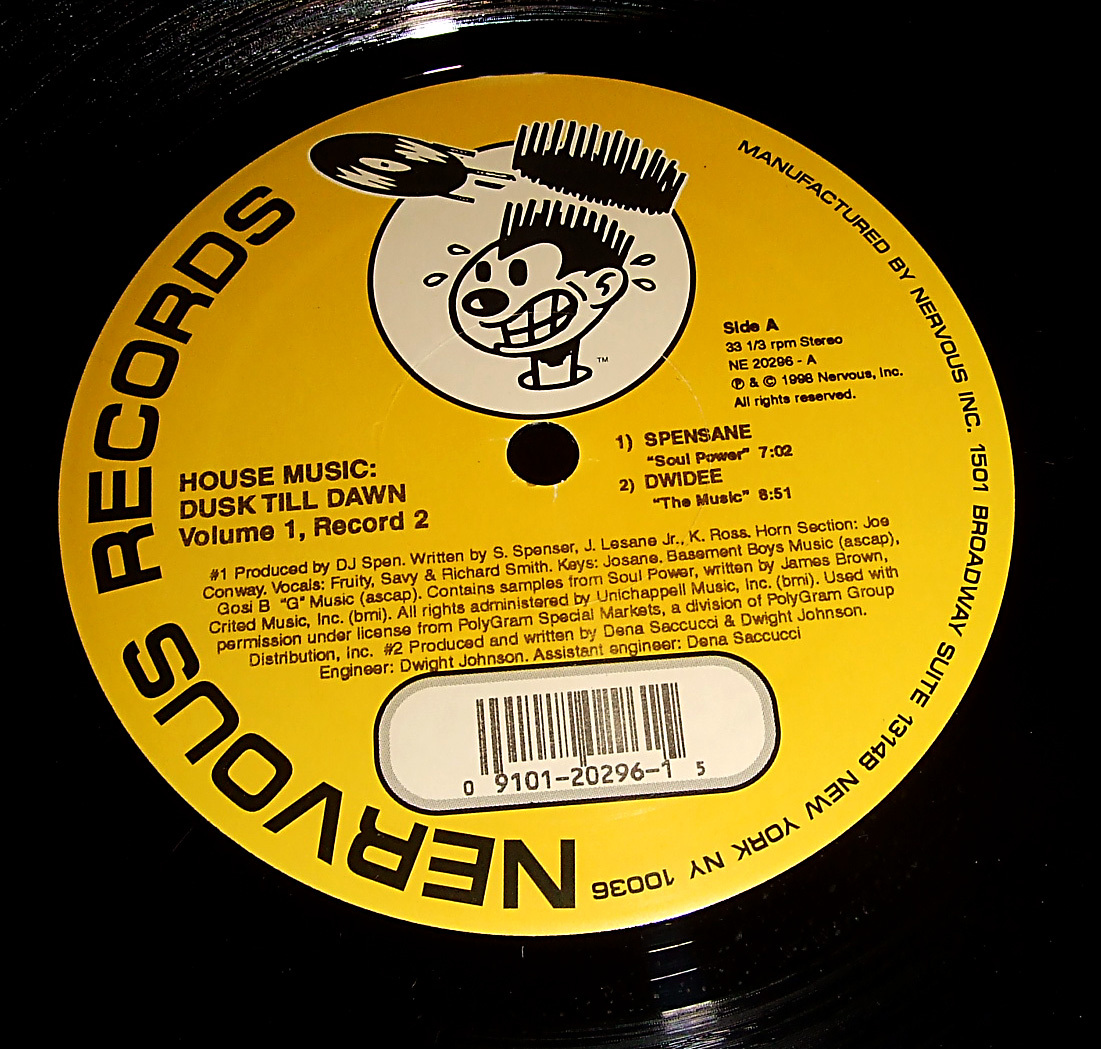 NERVOUS RECORDS
MANUFACTURED BY NERVOUS INC. 1501 BROADWAY SUITE 1314B NEW YORK NY 10036
TM
Side A
33 1/3 rpm Stereo
NE 20296 - A
℗ & © 1996 Nervous, Inc.
All rights reserved.
1) SPENSANE
"Soul Power" 7:02
2) DWIDEE
"The Music" 8:51
HOUSE MUSIC:
DUSK TILL DAWN
Volume 1, Record 2
#1 Produced by DJ Spen. Written by S. Spenser, J. Lesane Jr., K. Ross. Horn Section: Joe
Conway. Vocals: Fruity, Savy & Richard Smith. Keys: Josane. Basement Boys Music (ascap),
Gosi B "G" Music (ascap). Contains samples from Soul Power, written by James Brown,
Crited Music, Inc. (bmi). All rights administered by Unichappell Music, Inc. (bmi). Used with
permission under license from PolyGram Special Markets, a division of PolyGram Group
Distribution, Inc. #2 Produced and written by Dena Saccucci & Dwight Johnson.
Engineer: Dwight Johnson. Assistant engineer: Dena Saccucci
0 9101-20296-1 5